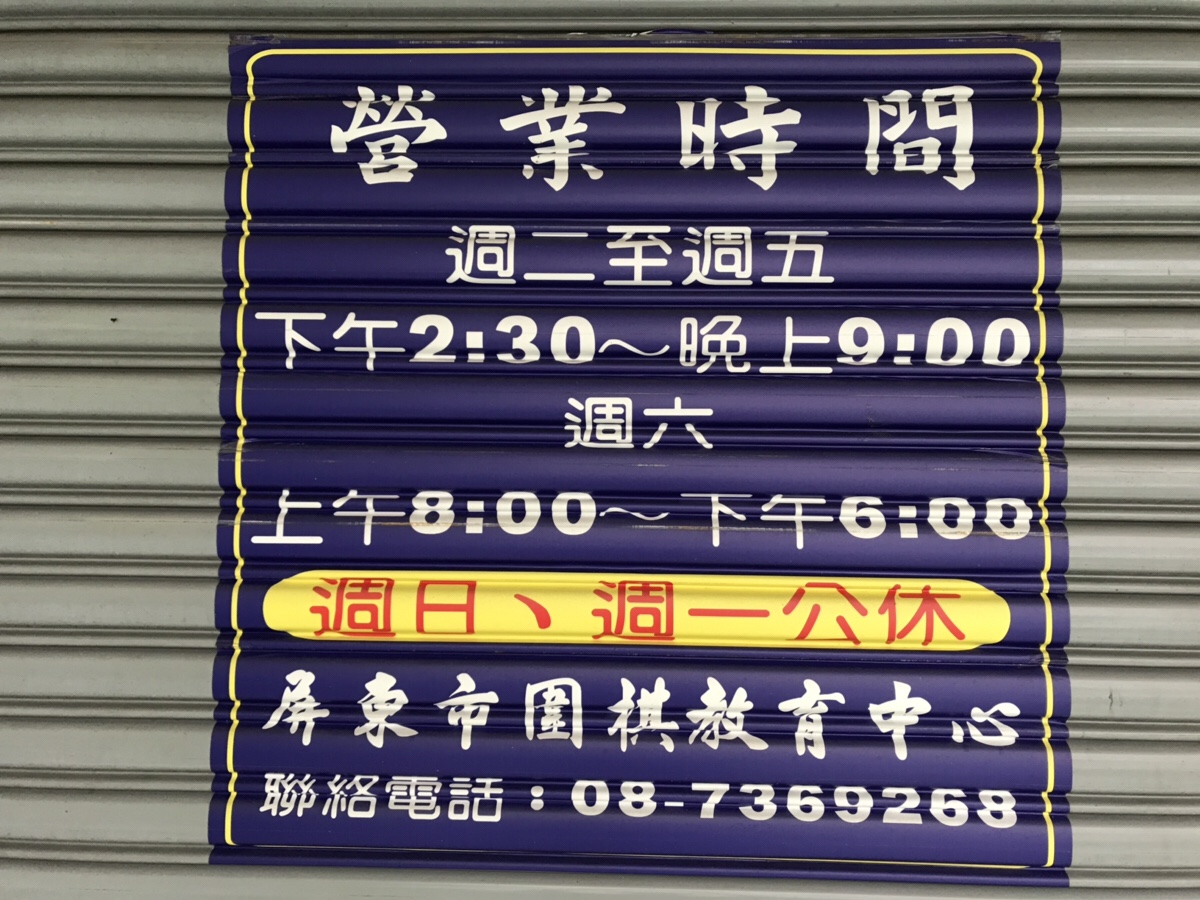 營業時間
週二至週五
下午2:30～晚上9:00
週六
上午8:00～下午6:00
週日、週一公休
屏東市圍棋教育中心
聯絡電話：08-7369268